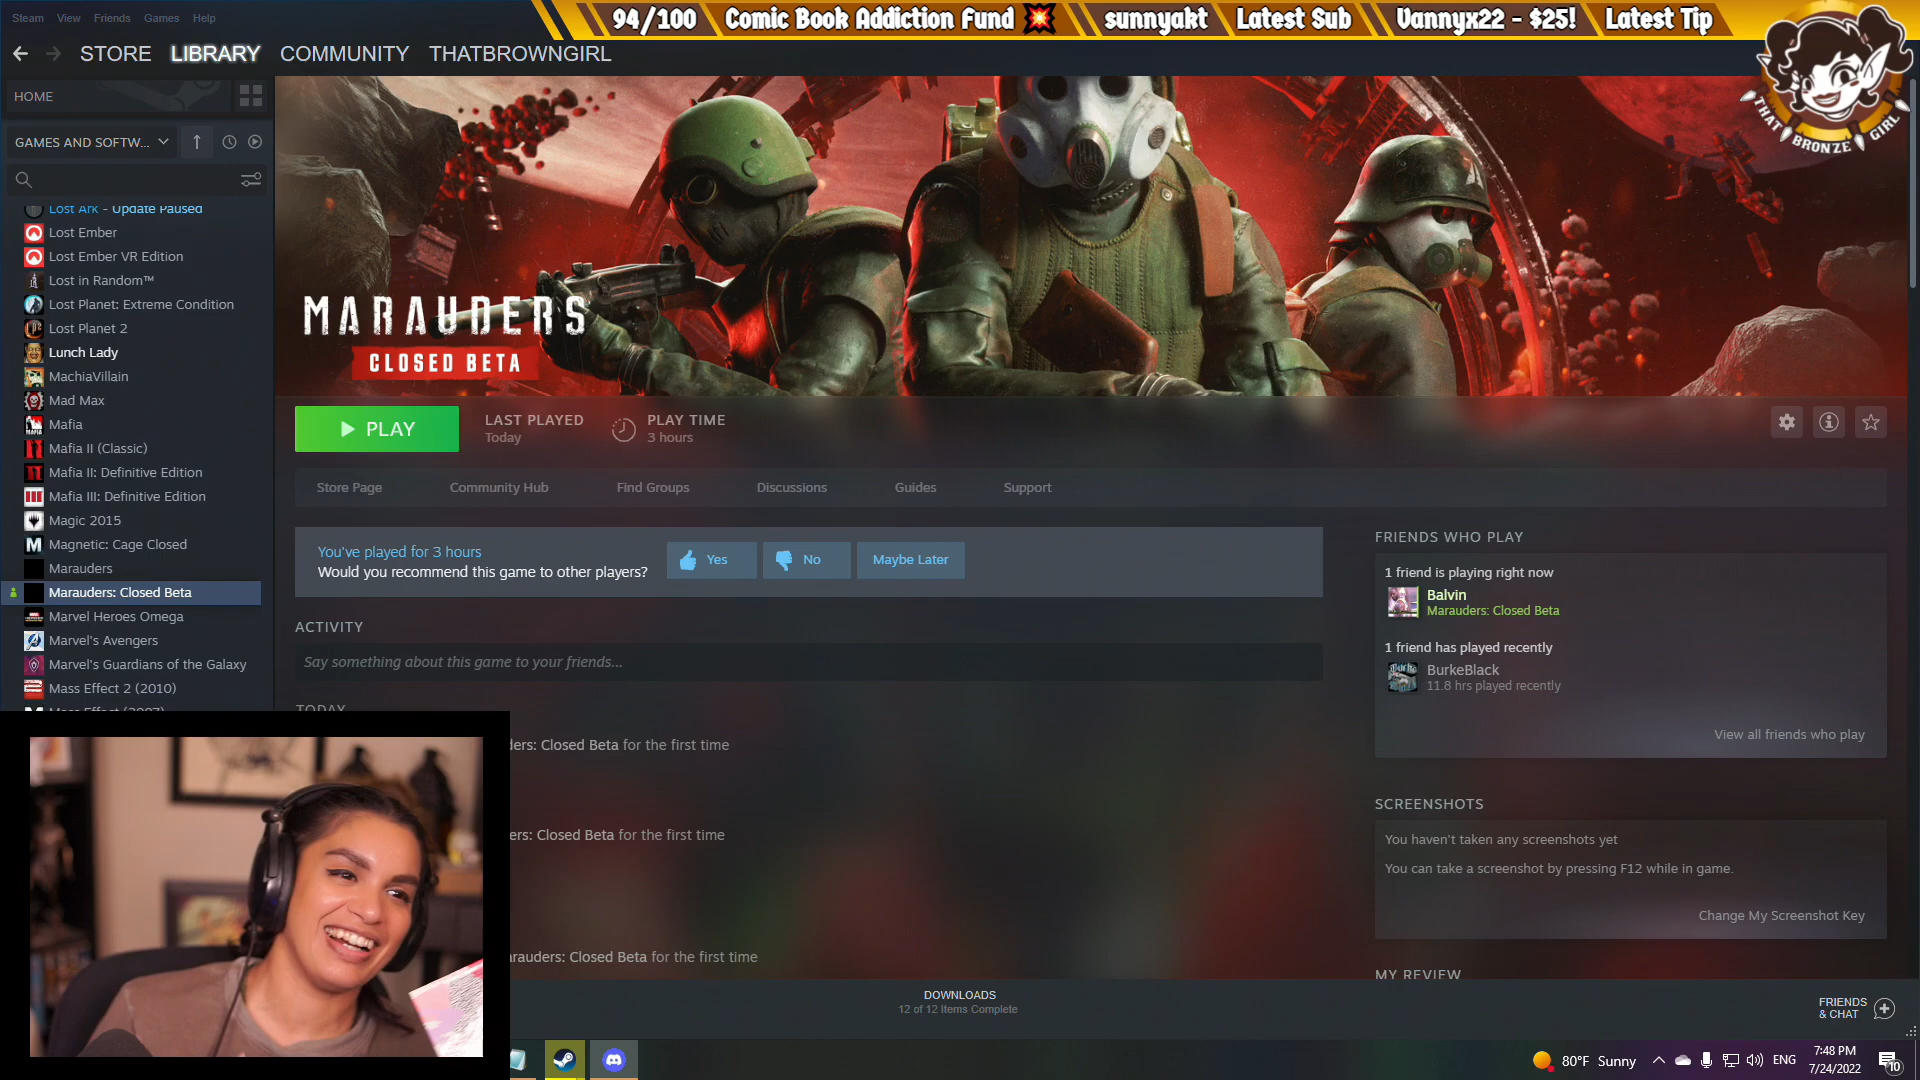 Steam View Friends Games Help
94/100 Comic Book Addiction Fund sunnyakt Latest Sub Vannyx22 - $25! Latest Tip
STORE LIBRARY COMMUNITY THATBROWNGIRL
THAT BRONZE GIRL
HOME
GAMES AND SOFTW...
Lost Ark - Update Paused
Lost Ember
Lost Ember VR Edition
Lost in Random™
Lost Planet: Extreme Condition
Lost Planet 2
Lunch Lady
MachiaVillain
Mad Max
Mafia
Mafia II (Classic)
Mafia II: Definitive Edition
Mafia III: Definitive Edition
Magic 2015
Magnetic: Cage Closed
Marauders
Marauders: Closed Beta
Marvel Heroes Omega
Marvel's Avengers
Marvel's Guardians of the Galaxy
Mass Effect 2 (2010)
Mass Effect (2007)
MARAUDERS
CLOSED BETA
PLAY
LAST PLAYED
Today
PLAY TIME
3 hours
Store Page Community Hub Find Groups Discussions Guides Support
You've played for 3 hours
Would you recommend this game to other players?
Yes No Maybe Later
ACTIVITY
Say something about this game to your friends...
TODAY
ders: Closed Beta for the first time
ers: Closed Beta for the first time
arauders: Closed Beta for the first time
FRIENDS WHO PLAY
1 friend is playing right now
Balvin
Marauders: Closed Beta
1 friend has played recently
BurkeBlack
11.8 hrs played recently
View all friends who play
SCREENSHOTS
You haven't taken any screenshots yet
You can take a screenshot by pressing F12 while in game.
Change My Screenshot Key
MY REVIEW
DOWNLOADS
12 of 12 Items Complete
FRIENDS
& CHAT
80°F Sunny
ENG
7:48 PM
7/24/2022
10